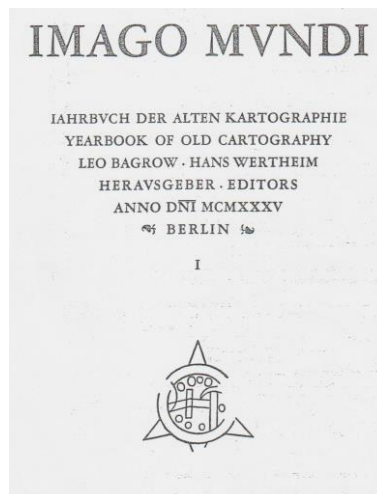 IMAGO MVNDI
IAHRBVCH DER ALTEN KARTOGRAPHIE
YEARBOOK OF OLD CARTOGRAPHY
LEO BAGROW · HANS WERTHEIM
HERAVSGEBER · EDITORS
ANNO DN̅I̅ MCMXXXV
BERLIN
I